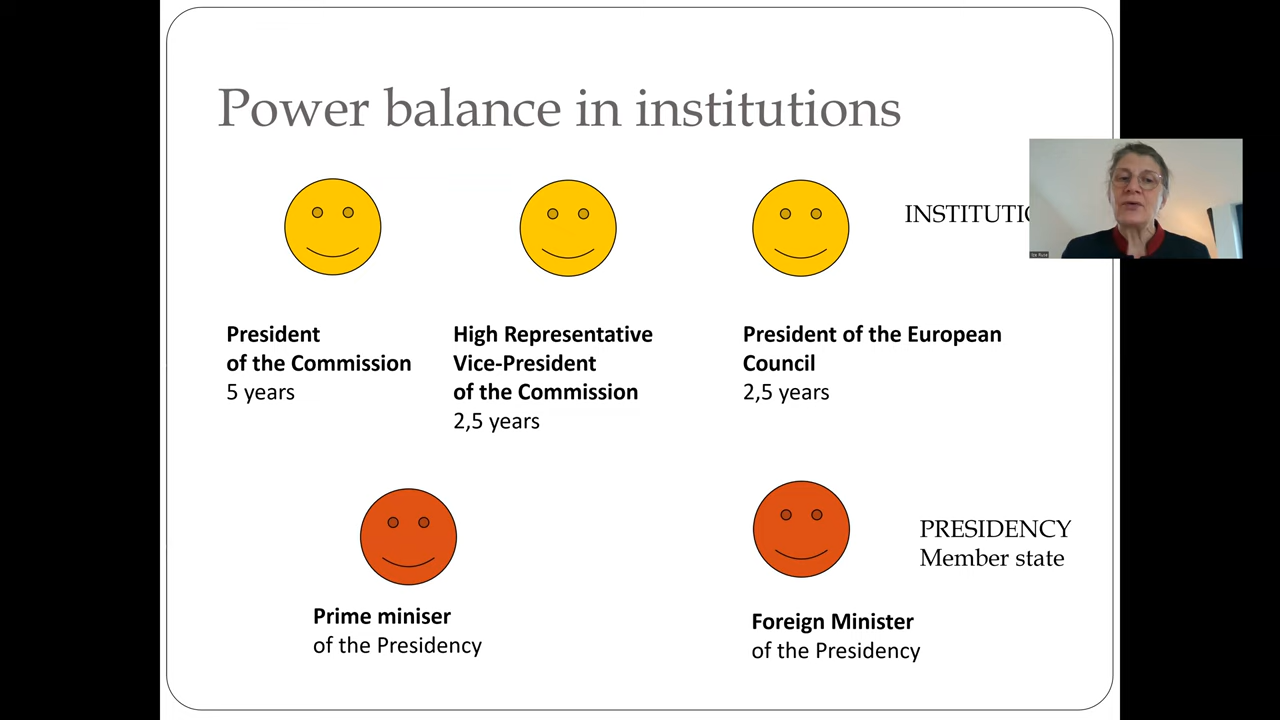 Power balance in institutions
INSTITUTIO
President
of the Commission
5 years
High Representative
Vice-President
of the Commission
2,5 years
President of the European
Council
2,5 years
PRESIDENCY
Member state
Prime miniser
of the Presidency
Foreign Minister
of the Presidency